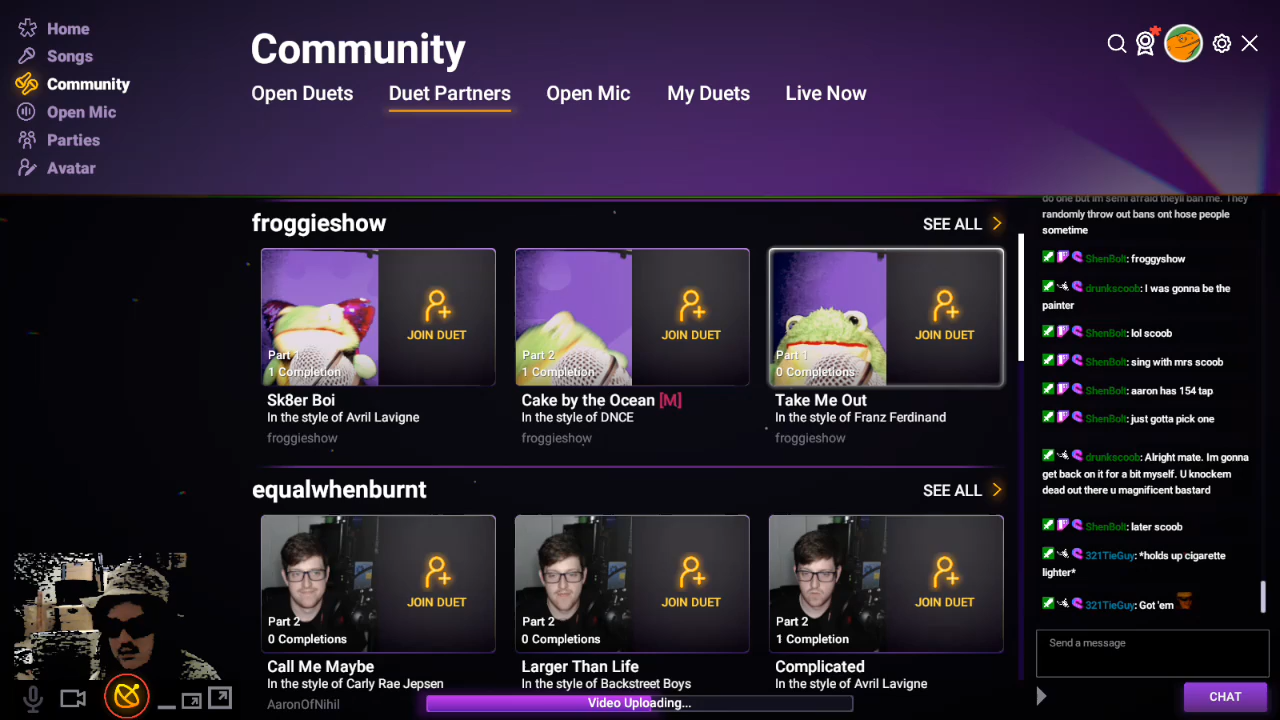 Home
Songs
Community
Open Mic
Parties
Avatar
Community
Open Duets
Duet Partners
Open Mic
My Duets
Live Now
froggieshow
SEE ALL
Part 1
1 Completion
JOIN DUET
Sk8er Boi
In the style of Avril Lavigne
froggieshow
Part 2
1 Completion
JOIN DUET
Cake by the Ocean [M]
In the style of DNCE
froggieshow
Part 1
0 Completions
JOIN DUET
Take Me Out
In the style of Franz Ferdinand
froggieshow
equalwhenburnt
SEE ALL
Part 2
0 Completions
JOIN DUET
Call Me Maybe
In the style of Carly Rae Jepsen
AaronOfNihil
Part 2
0 Completions
JOIN DUET
Larger Than Life
In the style of Backstreet Boys
Part 2
1 Completion
JOIN DUET
Complicated
In the style of Avril Lavigne
Video Uploading...
do one but im semi afraid theyll ban me. They
randomly throw out bans ont hose people
sometime
ShenBolt: froggyshow
drunkscoob: I was gonna be the
painter
ShenBolt: lol scoob
ShenBolt: sing with mrs scoob
ShenBolt: aaron has 154 tap
ShenBolt: just gotta pick one
drunkscoob: Alright mate. Im gonna
get back on it for a bit myself. U knockem
dead out there u magnificent bastard
ShenBolt: later scoob
321TieGuy: *holds up cigarette
lighter*
321TieGuy: Got 'em
Send a message
CHAT